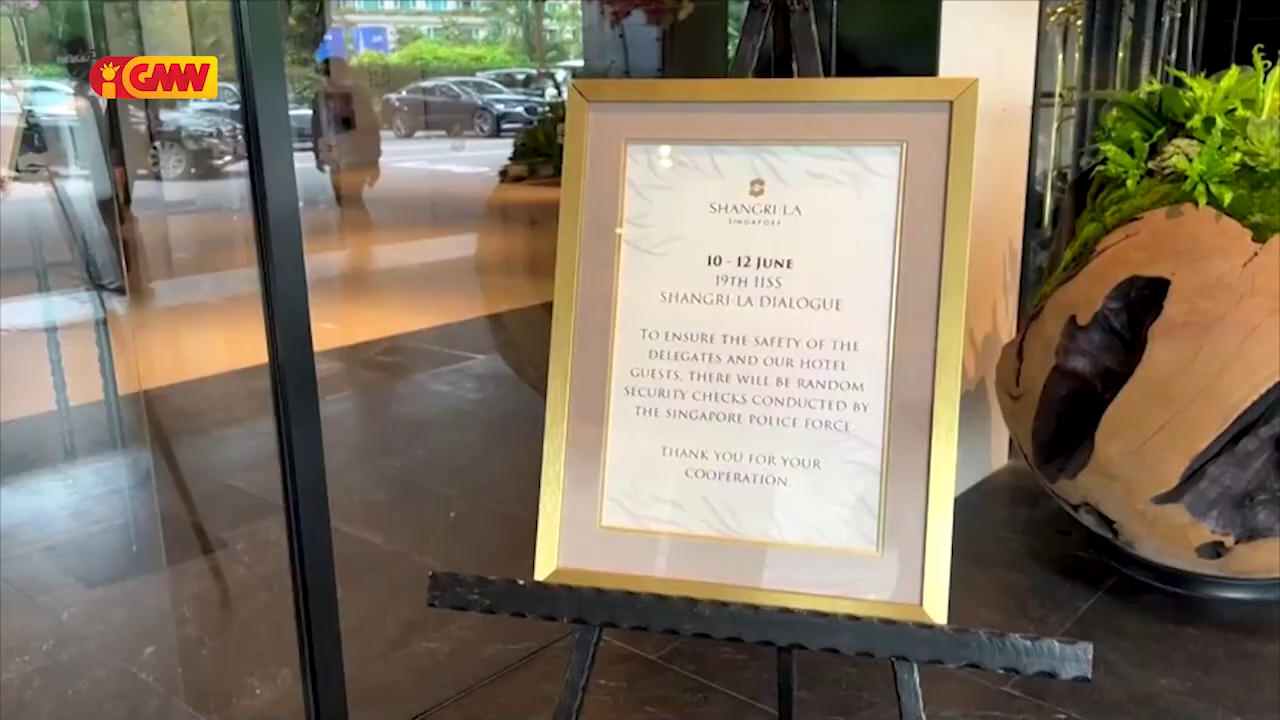 GMW
SHANGRI-LA
SINGAPORE
10 - 12 JUNE
19TH IISS
SHANGRI-LA DIALOGUE
TO ENSURE THE SAFETY OF THE
DELEGATES AND OUR HOTEL
GUESTS, THERE WILL BE RANDOM
SECURITY CHECKS CONDUCTED BY
THE SINGAPORE POLICE FORCE.
THANK YOU FOR YOUR
COOPERATION.